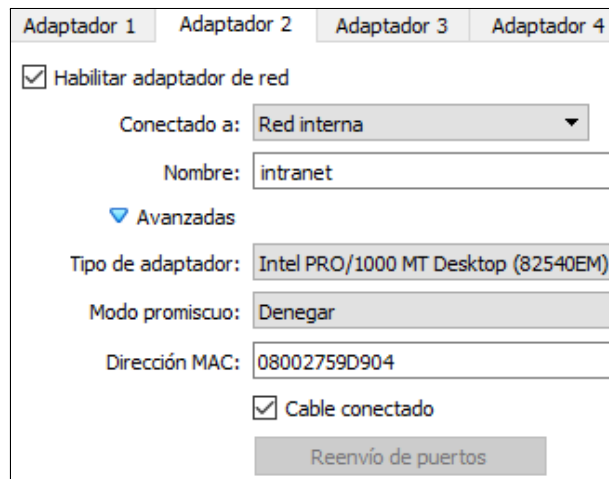 Adaptador 1 Adaptador 2 Adaptador 3 Adaptador 4
Habilitar adaptador de red
Conectado a: Red interna
Nombre: intranet
Avanzadas
Tipo de adaptador: Intel PRO/1000 MT Desktop (82540EM)
Modo promiscuo: Denegar
Dirección MAC: 08002759D904
Cable conectado
Reenvío de puertos